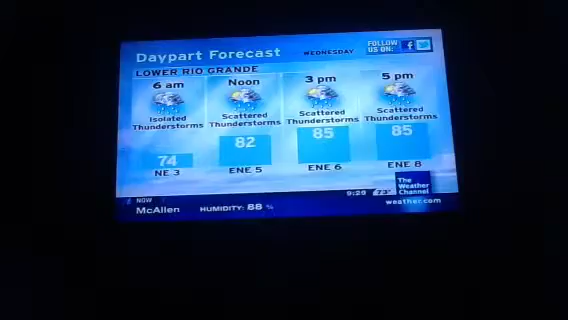 Daypart Forecast
WEDNESDAY
FOLLOW US ON:
LOWER RIO GRANDE
6 am
Noon
3 pm
5 pm
Isolated Thunderstorms
Scattered Thunderstorms
Scattered Thunderstorms
Scattered Thunderstorms
74
82
85
85
NE 3
ENE 5
ENE 6
ENE 8
The Weather Channel
NOW
9:29
73°
weather.com
McAllen
HUMIDITY: 88 %